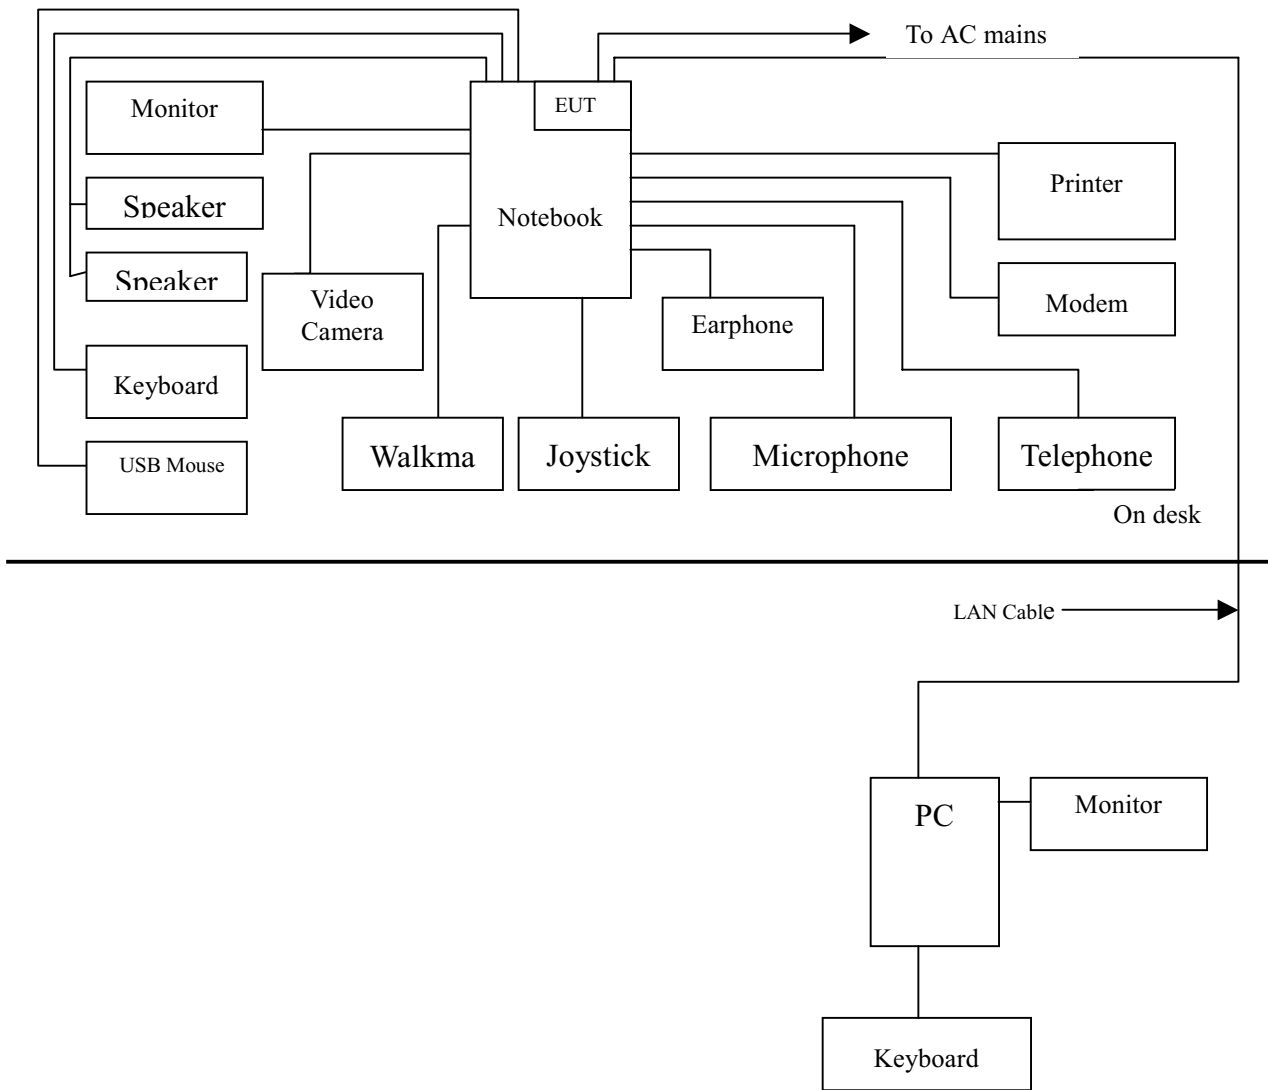 To AC mains
EUT
Monitor
Printer
Speaker
Notebook
Speaker
Video
Camera
Earphone
Modem
Keyboard
USB Mouse
Walkma
Joystick
Microphone
Telephone
On desk
LAN Cable
PC
Monitor
Keyboard